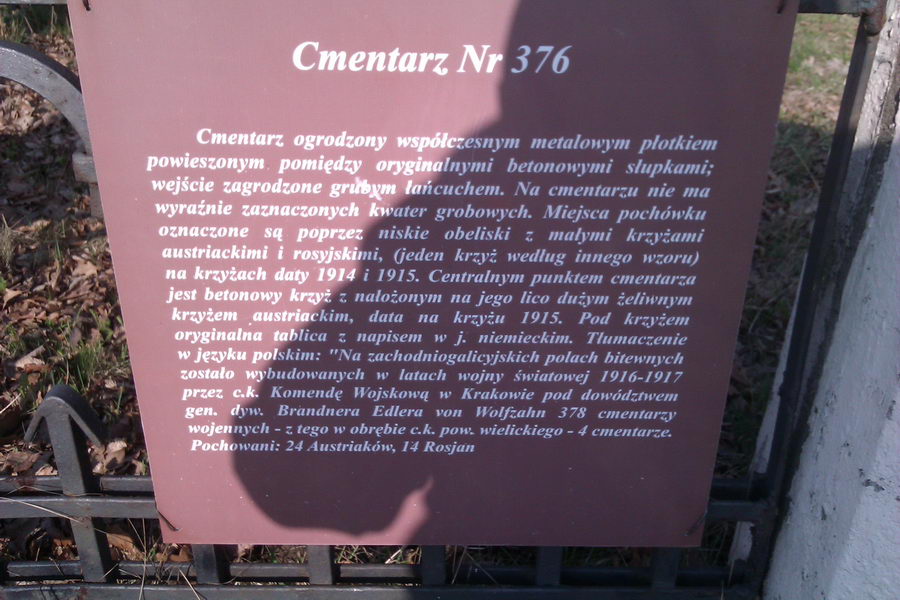 Cmentarz Nr 376
Cmentarz ogrodzony współczesnym metalowym płotkiem
powieszonym pomiędzy oryginalnymi betonowymi słupkami;
wejście zagrodzone grubym łańcuchem. Na cmentarzu nie ma
wyraźnie zaznaczonych kwater grobowych. Miejsca pochówku
oznaczone są poprzez niskie obeliski z małymi krzyżami
austriackimi i rosyjskimi, (jeden krzyż według innego wzoru)
na krzyżach daty 1914 i 1915. Centralnym punktem cmentarza
jest betonowy krzyż z nałożonym na jego lico dużym żeliwnym
krzyżem austriackim, data na krzyżu 1915. Pod krzyżem
oryginalna tablica z napisem w j. niemieckim. Tłumaczenie
w języku polskim: "Na zachodniogalicyjskich polach bitewnych
zostało wybudowanych w latach wojny światowej 1916-1917
przez c.k. Komendę Wojskową w Krakowie pod dowództwem
gen. dyw. Brandnera Edlera von Wolfzahn 378 cmentarzy
wojennych - z tego w obrębie c.k. pow. wielickiego - 4 cmentarze.
Pochowani: 24 Austriaków, 14 Rosjan